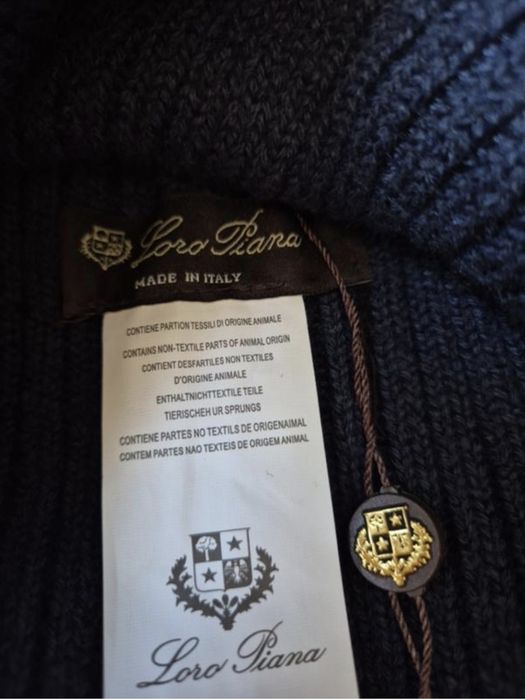 Loro Piana
MADE IN ITALY
CONTIENE PARTION TESSILI DI ORIGINE ANIMALE
CONTAINS NON-TEXTILE PARTS OF ANIMAL ORIGIN
CONTIENT DESFARTILES NON TEXTILES
D'ORIGINE ANIMALE
ENTHALTNICHTTEXTILE TEILE
TIERISCHEH UR SPRUNGS
CONTIENE PARTES NO TEXTILS DE ORIGENAIMAL
CONTEM PARTES NAO TEXTEIS DE ORIGEM ANIMAL
Loro Piana